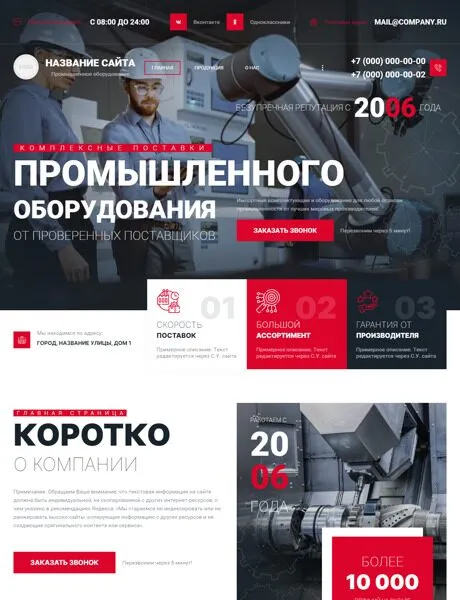 С 08:00 ДО 24:00
Вконтакте
Одноклассники
MAIL@COMPANY.RU
НАЗВАНИЕ САЙТА
Промышленное оборудование
ГЛАВНАЯ
ПРОДУКЦИЯ
О НАС
+7 (000) 000-00-00
+7 (000) 000-00-02
БЕЗУПРЕЧНАЯ РЕПУТАЦИЯ С 2006 ГОДА
КОМПЛЕКСНЫЕ ПОСТАВКИ
ПРОМЫШЛЕННОГО
ОБОРУДОВАНИЯ
ОТ ПРОВЕРЕННЫХ ПОСТАВЩИКОВ
Импортные комплектующие и оборудование для любой отрасли
промышленности от лучших мировых производителей!
ЗАКАЗАТЬ ЗВОНОК
Перезвоним через 5 минут!
Мы находимся по адресу:
ГОРОД, НАЗВАНИЕ УЛИЦЫ, ДОМ 1
01
СКОРОСТЬ
ПОСТАВОК
Примерное описание. Текст
редактируется через С.У. сайта
02
БОЛЬШОЙ
АССОРТИМЕНТ
Примерное описание. Текст
редактируется через С.У. сайта
03
ГАРАНТИЯ ОТ
ПРОИЗВОДИТЕЛЯ
Примерное описание. Текст
редактируется через С.У. сайта
ГЛАВНАЯ СТРАНИЦА
КОРОТКО
О КОМПАНИИ
Примечание. Обращаем Ваше внимание, что текстовая информация на сайте
должна быть индивидуальной, не скопированной с других интернет-ресурсов, о
чем указано в рекомендациях Яндекса: «Мы стараемся не индексировать или не
ранжировать высоко сайты, копирующие информацию с других ресурсов и не
создающие оригинального контента или сервиса».
ЗАКАЗАТЬ ЗВОНОК
Перезвоним через 5 минут!
РАБОТАЕМ С
20
06
ГОДА
БОЛЕЕ
10 000